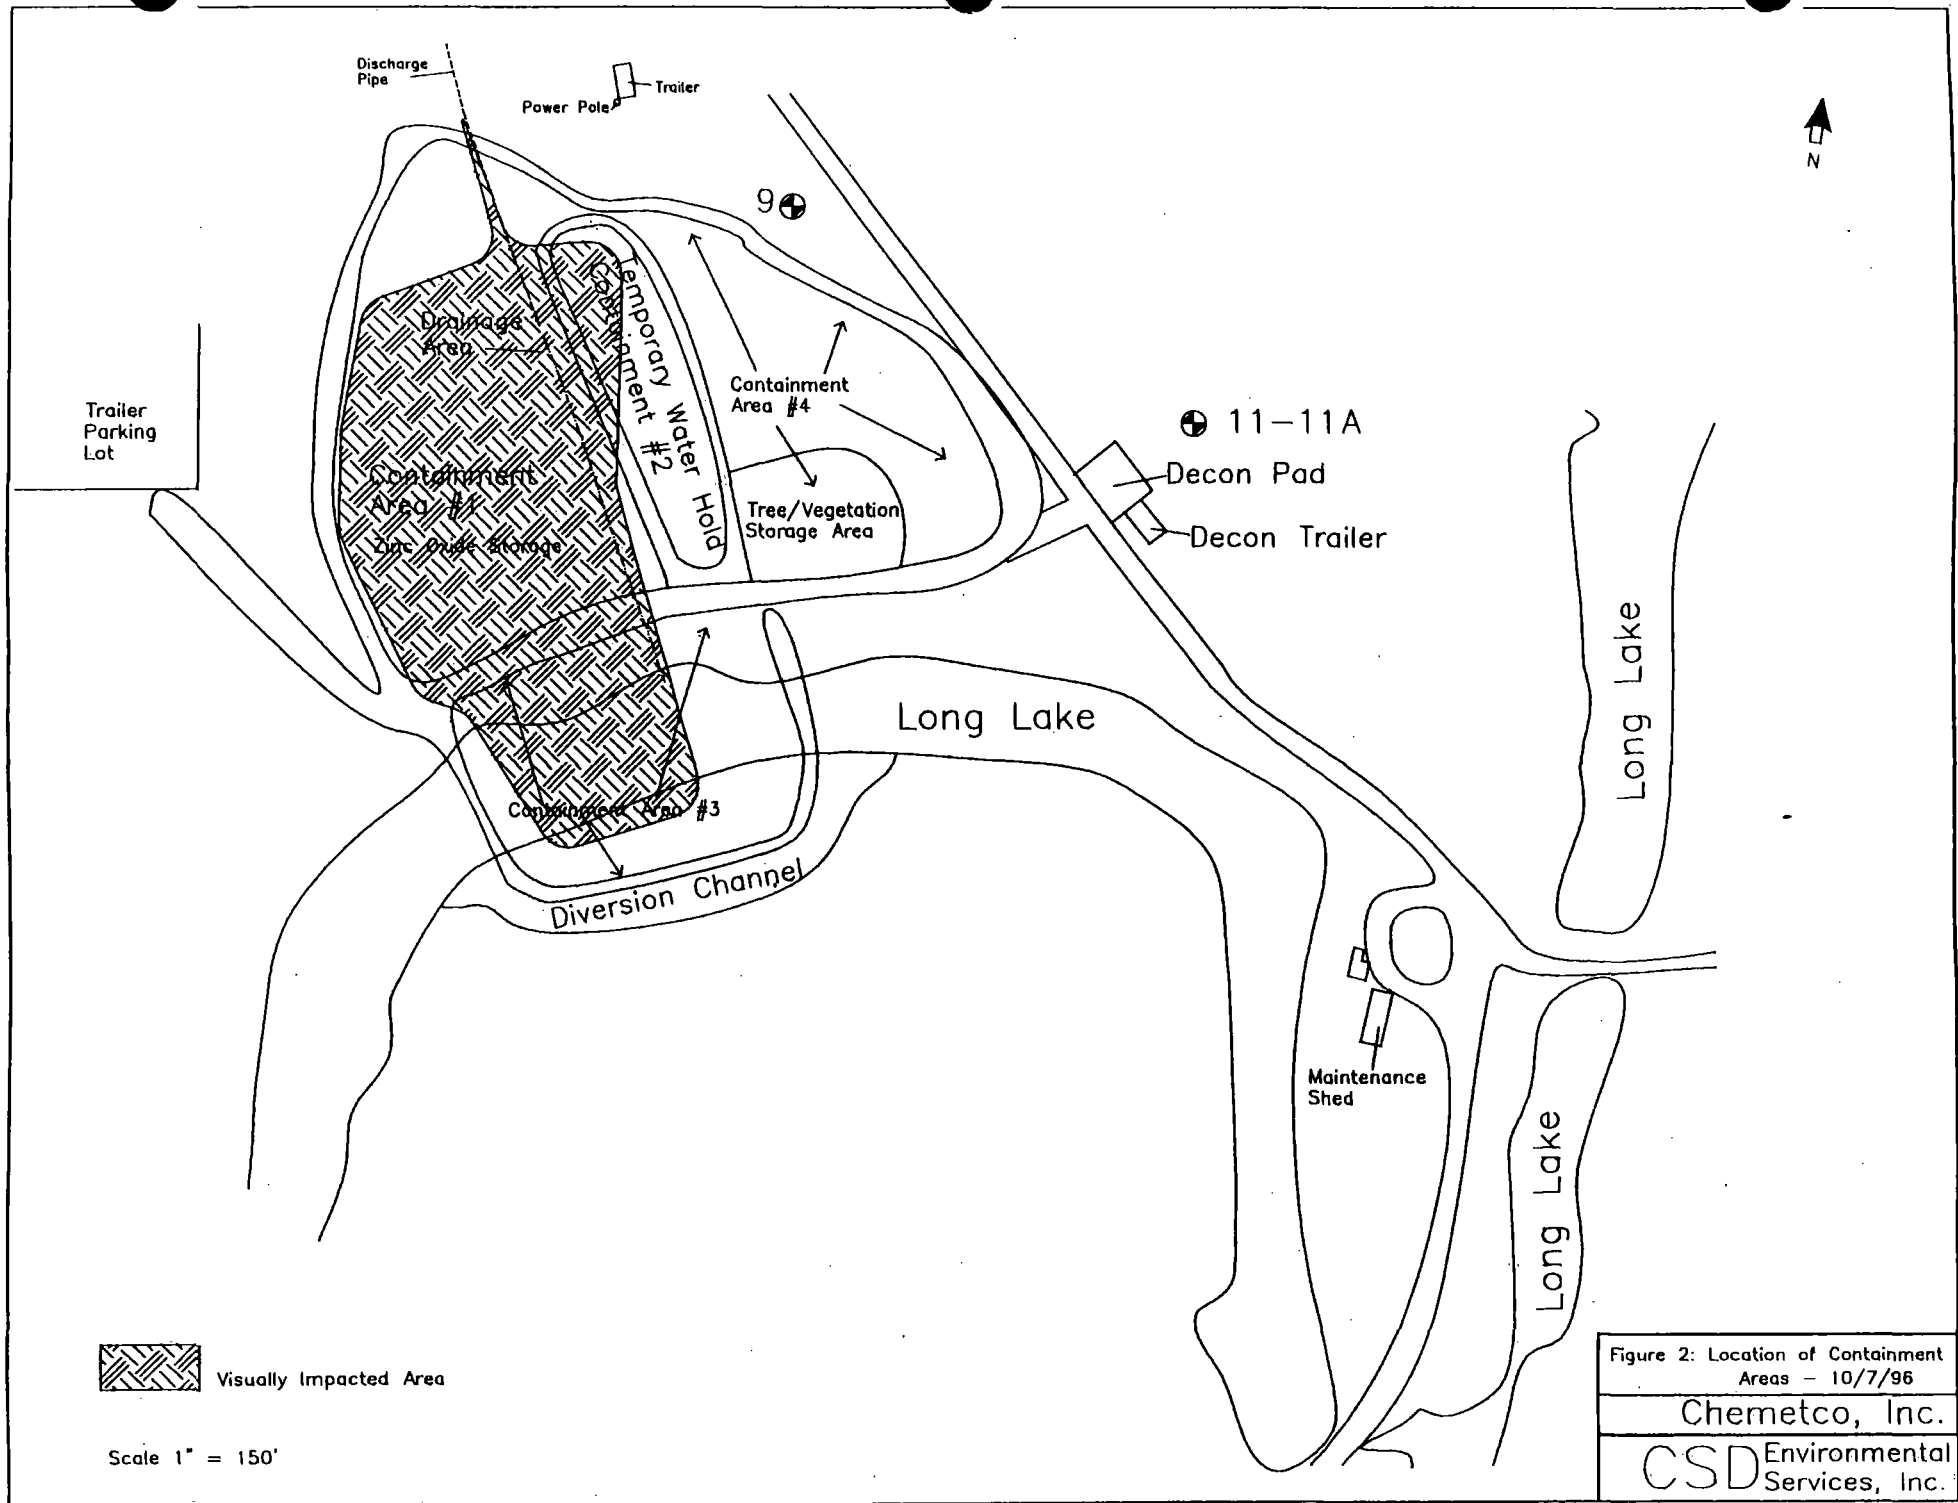 Discharge
Pipe
Power Pole
Trailer
N
9
Drainage
Area
Temporary Water Hold
Containment #2
Containment
Area #4
Trailer
Parking
Lot
11-11A
Decon Pad
Containment
Area #1
Tree/Vegetation
Storage Area
Decon Trailer
Zinc Oxide Storage
Long Lake
Long Lake
Containment Area #3
Diversion Channel
Maintenance
Shed
Long Lake
Visually Impacted Area
Scale 1" = 150'
Figure 2: Location of Containment
Areas - 10/7/96
Chemetco, Inc.
CSD Environmental
Services, Inc.